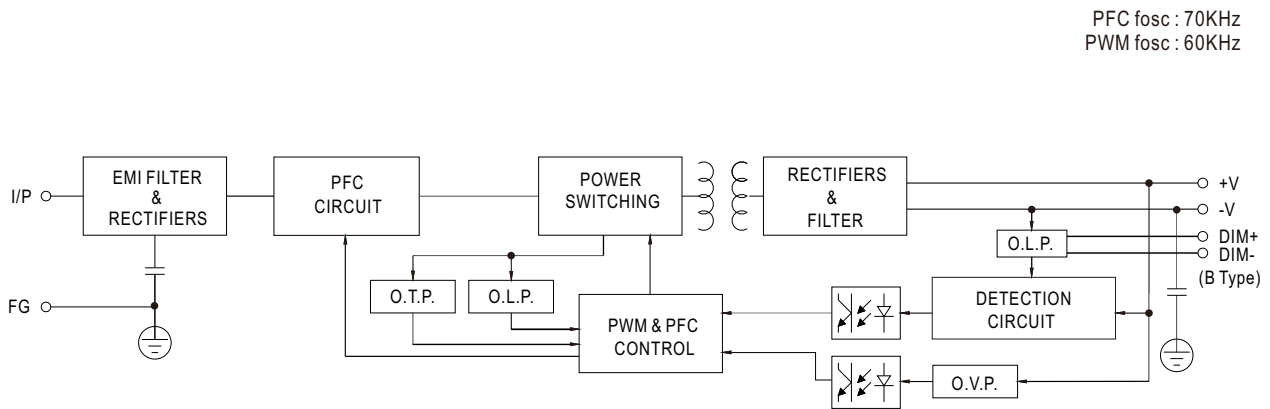 PFC fosc : 70KHz
PWM fosc : 60KHz
I/P
EMI FILTER
&
RECTIFIERS
PFC
CIRCUIT
POWER
SWITCHING
RECTIFIERS
&
FILTER
+V
-V
DIM+
DIM-
(B Type)
O.L.P.
FG
O.T.P.
O.L.P.
PWM & PFC
CONTROL
DETECTION
CIRCUIT
O.V.P.